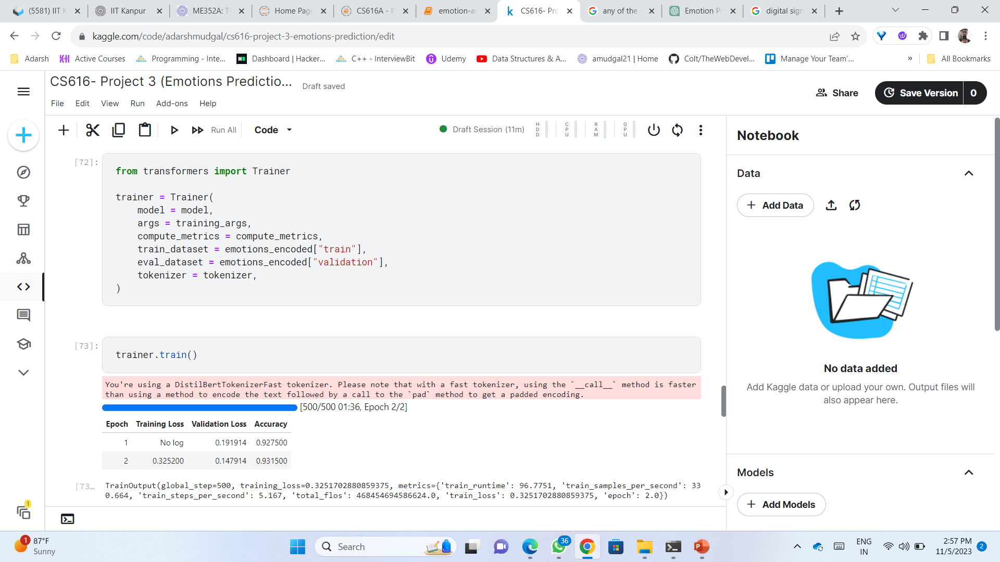 (5581) IIT K
IIT Kanpur
ME352A: T
Home Page
CS616A - P
emotion-a
CS616- Pro
any of the
Emotion P
digital sign
kaggle.com/code/adarshmudgal/cs616-project-3-emotions-prediction/edit
Adarsh
Active Courses
Programming - Inte...
Dashboard | Hacker...
C++ - InterviewBit
Udemy
Data Structures & A...
amudgal21 | Home
Colt/TheWebDevel...
Manage Your Team'...
»
All Bookmarks
CS616- Project 3 (Emotions Predictio...
Draft saved
Share
Save Version
0
File Edit View Run Add-ons Help
Run All
Code
Draft Session (11m)
HDD
CPU
RAM
GPU
Notebook
[72]:
from transformers import Trainer
trainer = Trainer(
model = model,
args = training_args,
compute_metrics = compute_metrics,
train_dataset = emotions_encoded["train"],
eval_dataset = emotions_encoded["validation"],
tokenizer = tokenizer,
)
[73]:
trainer.train()
You're using a DistilBertTokenizerFast tokenizer. Please note that with a fast tokenizer, using the `__call__` method is faster
than using a method to encode the text followed by a call to the `pad` method to get a padded encoding.
[500/500 01:36, Epoch 2/2]
Epoch Training Loss Validation Loss Accuracy
1 No log 0.191914 0.927500
2 0.325200 0.147914 0.931500
[73...
TrainOutput(global_step=500, training_loss=0.3251702880859375, metrics={'train_runtime': 96.7751, 'train_samples_per_second': 33
0.664, 'train_steps_per_second': 5.167, 'total_flos': 468454694586624.0, 'train_loss': 0.3251702880859375, 'epoch': 2.0})
Data
Add Data
No data added
Add Kaggle data or upload your own. Output files will
also appear here.
Models
Add Models
1
1
87°F
Sunny
Search
36
ENG
IN
2:57 PM
11/5/2023
2